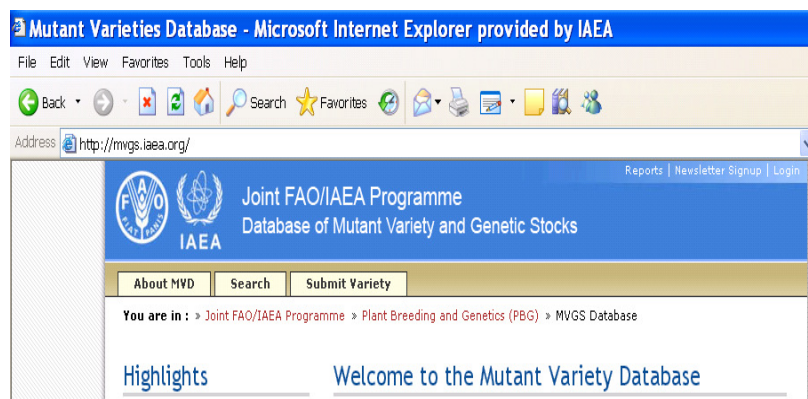 Mutant Varieties Database - Microsoft Internet Explorer provided by IAEA
File Edit View Favorites Tools Help
Back Search Favorites
Address http://mvgs.iaea.org/
Reports | Newsletter Signup | Login
FAO
FIAT PANIS
IAEA
Joint FAO/IAEA Programme
Database of Mutant Variety and Genetic Stocks
About MVD Search Submit Variety
You are in : » Joint FAO/IAEA Programme » Plant Breeding and Genetics (PBG) » MVGS Database
Highlights Welcome to the Mutant Variety Database